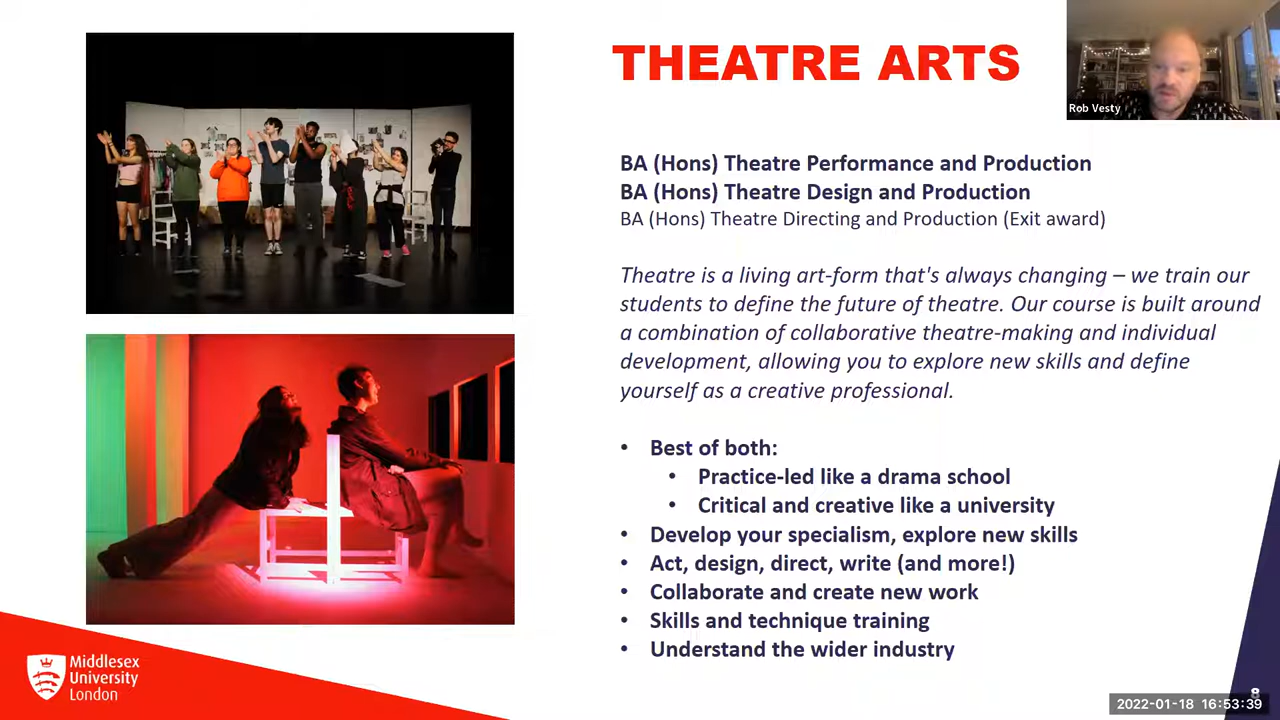 THEATRE ARTS
Rob Vesty
BA (Hons) Theatre Performance and Production
BA (Hons) Theatre Design and Production
BA (Hons) Theatre Directing and Production (Exit award)
Theatre is a living art-form that's always changing – we train our
students to define the future of theatre. Our course is built around
a combination of collaborative theatre-making and individual
development, allowing you to explore new skills and define
yourself as a creative professional.
• Best of both:
• Practice-led like a drama school
• Critical and creative like a university
• Develop your specialism, explore new skills
• Act, design, direct, write (and more!)
• Collaborate and create new work
• Skills and technique training
• Understand the wider industry
Middlesex
University
London
8
2022-01-18 16:53:39